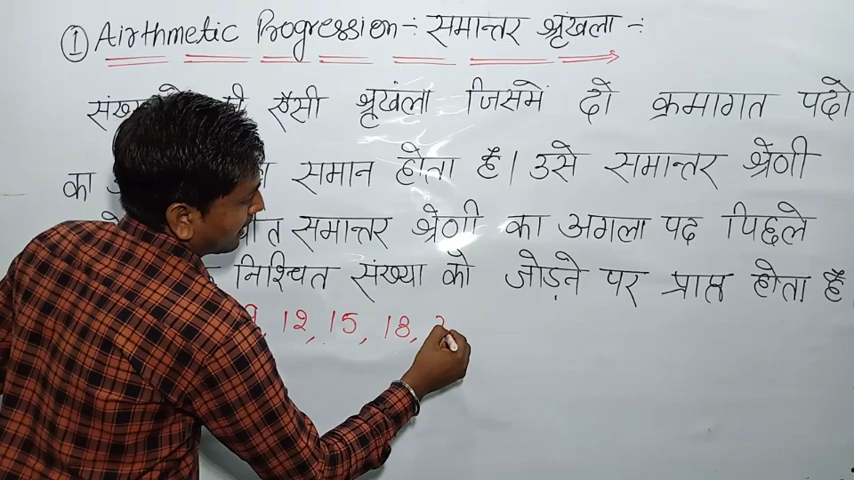 ① Airthmetic Progression -: समान्तर श्रृंखला -:
ऐसी श्रृखंला जिसमें दो क्रमागत पदो
का समान होता है। उसे समान्तर श्रेणी
समान्तर श्रेणी का अगला पद पिछले
निश्चित संख्या को जोड़ने पर प्राप्त होता है
12, 15, 18,